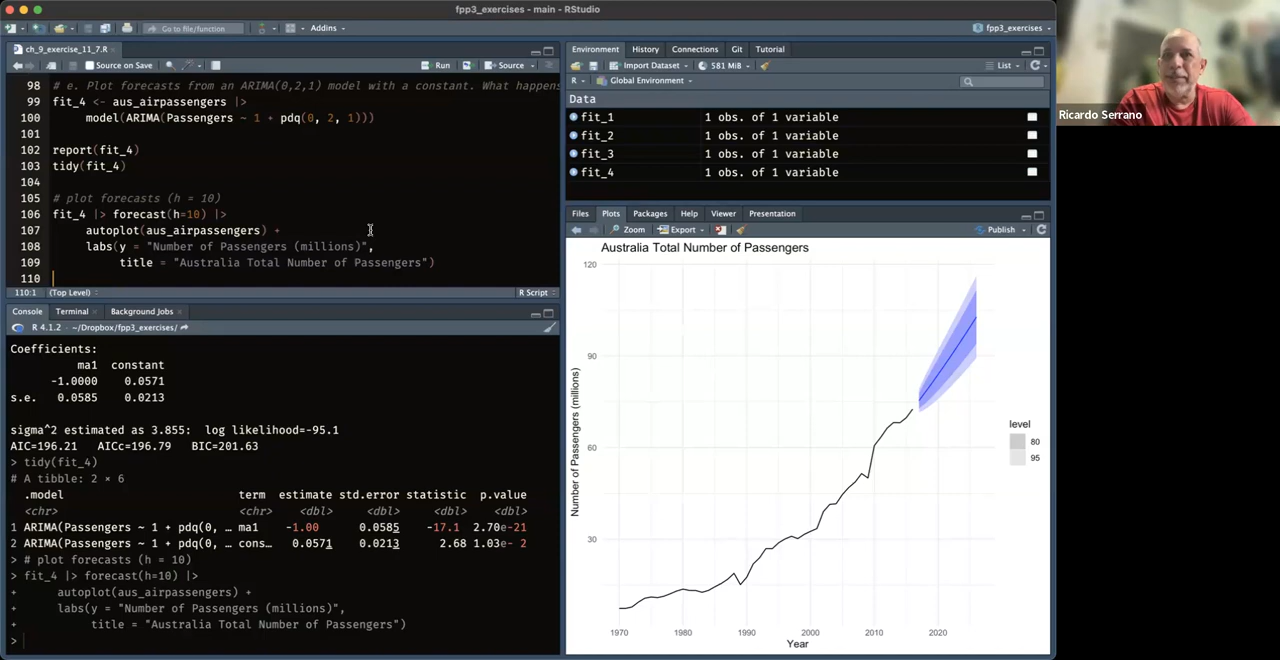 fpp3_exercises - main - RStudio
Go to file/function
Addins
fpp3_exercises
ch_9_exercise_11_7.R
Source on Save
Run
Source
98 # e. Plot forecasts from an ARIMA(0,2,1) model with a constant. What happens
99 fit_4 <- aus_airpassengers |>
100 model(ARIMA(Passengers ~ 1 + pdq(0, 2, 1)))
101
102 report(fit_4)
103 tidy(fit_4)
104
105 # plot forecasts (h = 10)
106 fit_4 |> forecast(h=10) |>
107 autoplot(aus_airpassengers) +
108 labs(y = "Number of Passengers (millions)",
109 title = "Australia Total Number of Passengers")
110
110:1 (Top Level) R Script
Console Terminal Background Jobs
R 4.1.2 · ~/Dropbox/fpp3_exercises/
Coefficients:
ma1 constant
-1.0000 0.0571
s.e. 0.0585 0.0213
sigma^2 estimated as 3.855: log likelihood=-95.1
AIC=196.21 AICc=196.79 BIC=201.63
> tidy(fit_4)
# A tibble: 2 × 6
.model term estimate std.error statistic p.value
<chr> <chr> <dbl> <dbl> <dbl> <dbl>
1 ARIMA(Passengers ~ 1 + pdq(0, … ma1 -1.00 0.0585 -17.1 2.70e-21
2 ARIMA(Passengers ~ 1 + pdq(0, … cons… 0.0571 0.0213 2.68 1.03e- 2
> # plot forecasts (h = 10)
> fit_4 |> forecast(h=10) |>
+ autoplot(aus_airpassengers) +
+ labs(y = "Number of Passengers (millions)",
+ title = "Australia Total Number of Passengers")
>
Environment History Connections Git Tutorial
Import Dataset 581 MiB List
R Global Environment
Data
fit_1 1 obs. of 1 variable
fit_2 1 obs. of 1 variable
fit_3 1 obs. of 1 variable
fit_4 1 obs. of 1 variable
Files Plots Packages Help Viewer Presentation
Zoom Export Publish
Australia Total Number of Passengers
120
90
60
30
Number of Passengers (millions)
1970 1980 1990 2000 2010 2020
Year
level
80
95
Ricardo Serrano